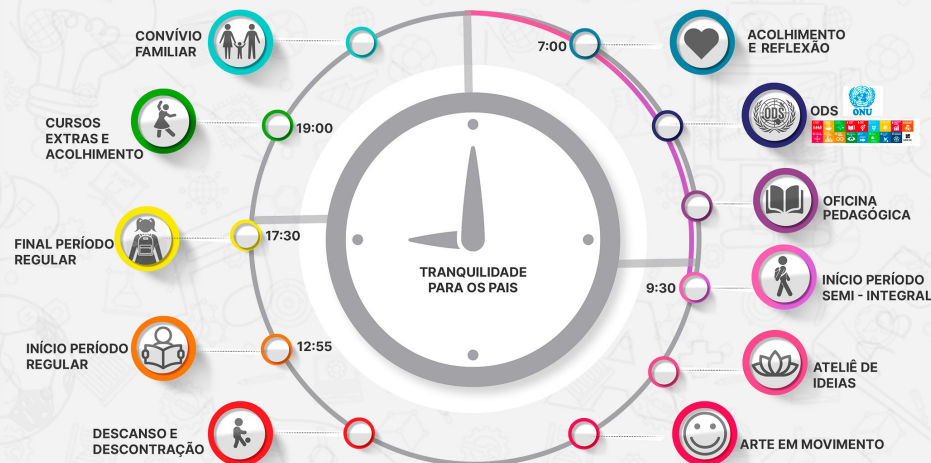 CONVÍVIO
FAMILIAR
7:00
ACOLHIMENTO
E REFLEXÃO
CURSOS
EXTRAS E
ACOLHIMENTO
19:00
ODS
ODS
ONU
OFICINA
PEDAGÓGICA
FINAL PERÍODO
REGULAR
17:30
TRANQUILIDADE
PARA OS PAIS
9:30
INÍCIO PERÍODO
SEMI - INTEGRAL
INÍCIO PERÍODO
REGULAR
12:55
ATELIÊ DE
IDEIAS
DESCANSO E
DESCONTRAÇÃO
ARTE EM MOVIMENTO